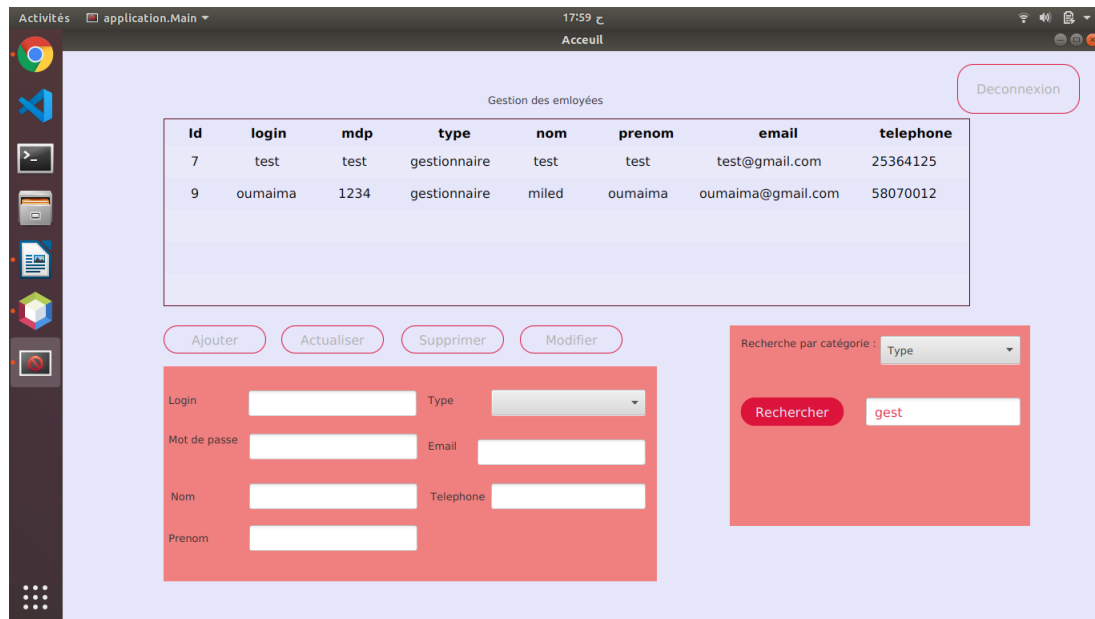 Activités application.Main 17:59 ح
Acceuil
Deconnexion
Gestion des emloyées
Id login mdp type nom prenom email telephone
7 test test gestionnaire test test test@gmail.com 25364125
9 oumaima 1234 gestionnaire miled oumaima oumaima@gmail.com 58070012
Ajouter Actualiser Supprimer Modifier
Recherche par catégorie : Type
Login Type
Rechercher gest
Mot de passe Email
Nom Telephone
Prenom